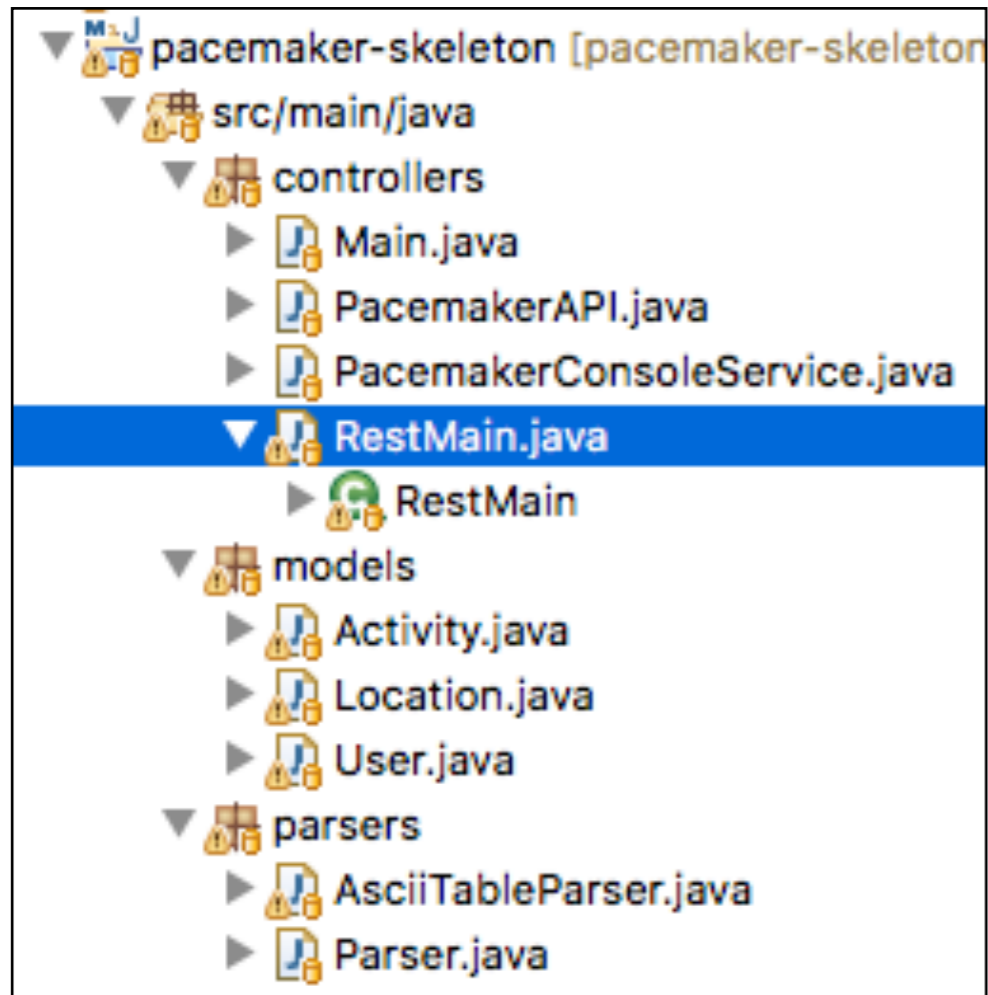 pacemaker-skeleton [pacemaker-skeleton
src/main/java
controllers
Main.java
PacemakerAPI.java
PacemakerConsoleService.java
RestMain.java
RestMain
models
Activity.java
Location.java
User.java
parsers
AsciiTableParser.java
Parser.java